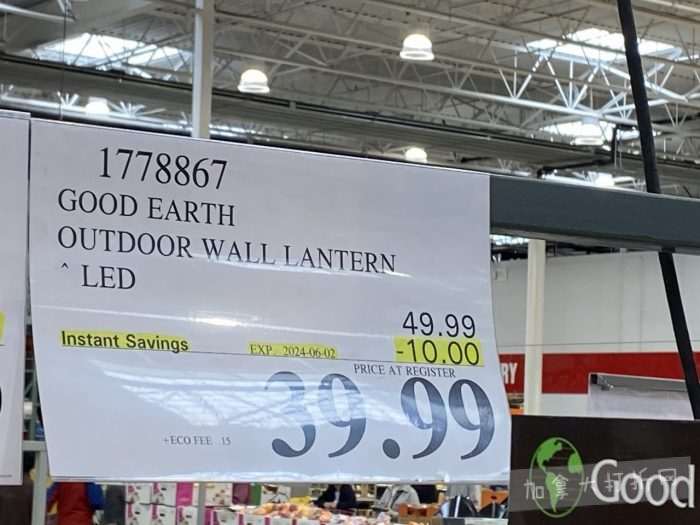 1778867
GOOD EARTH
OUTDOOR WALL LANTERN
^ LED
49.99
Instant Savings EXP. 2024-06-02 -10.00
PRICE AT REGISTER
39.99
+ECO FEE .15
RY
Good
加拿大打折网